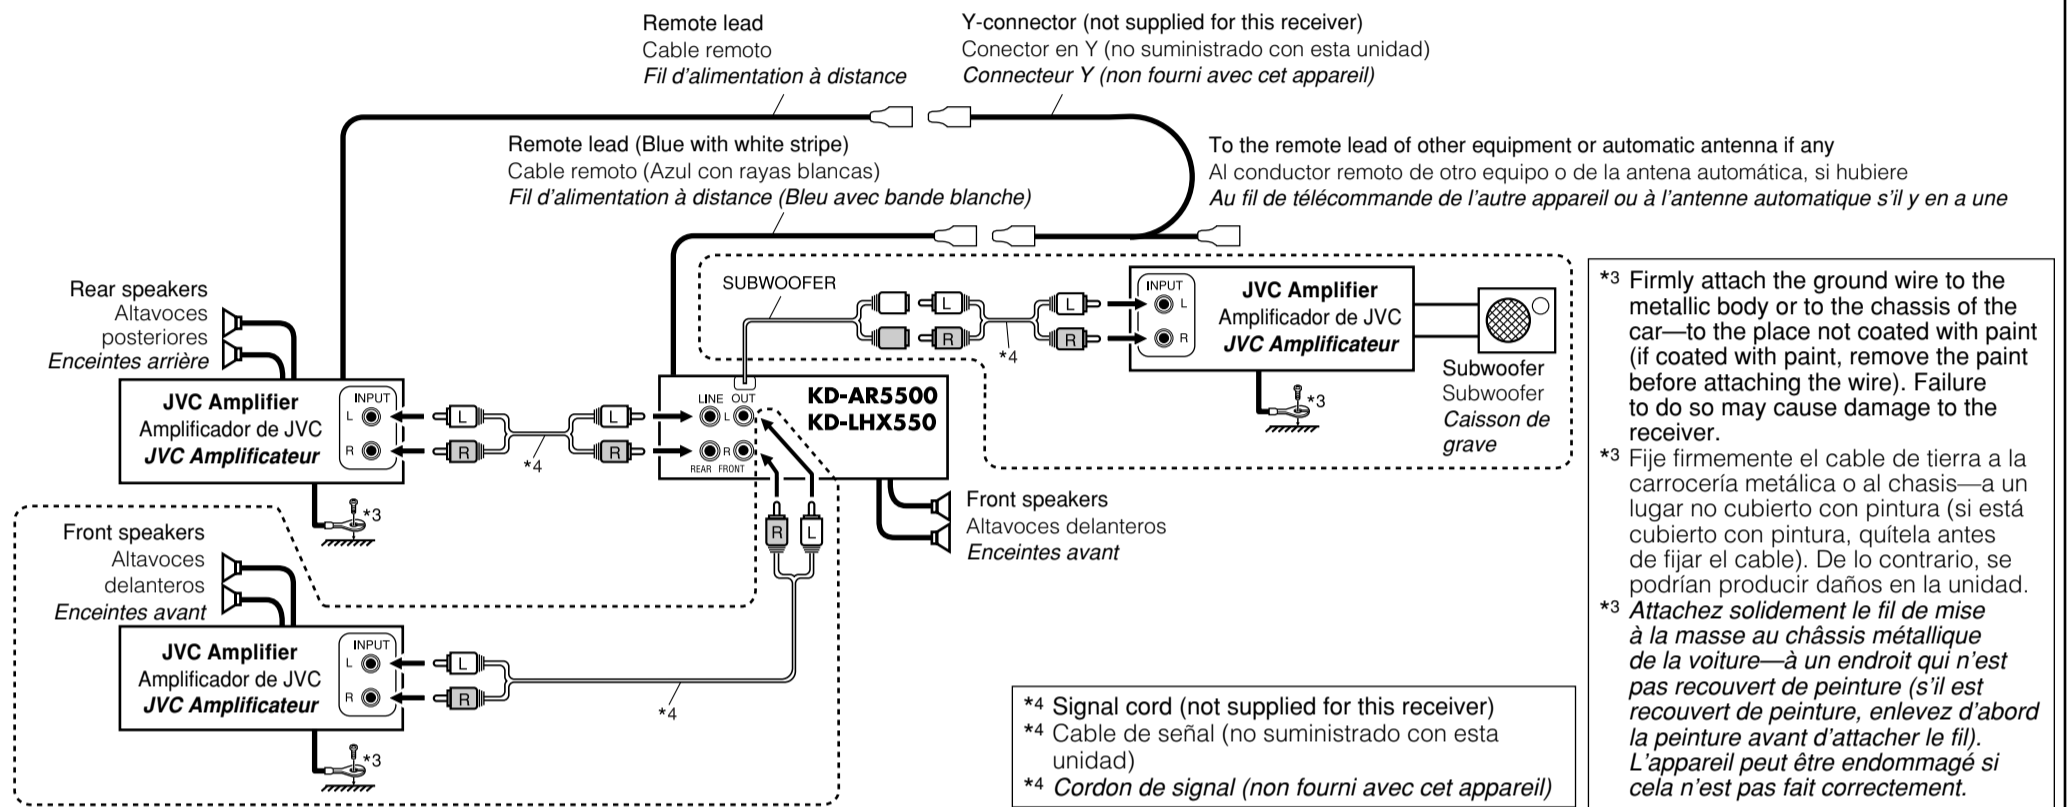 Remote lead
Cable remoto
Fil d'alimentation à distance
Y-connector (not supplied for this receiver)
Conector en Y (no suministrado con esta unidad)
Connecteur Y (non fourni avec cet appareil)
Remote lead (Blue with white stripe)
Cable remoto (Azul con rayas blancas)
Fil d'alimentation à distance (Bleu avec bande blanche)
To the remote lead of other equipment or automatic antenna if any
Al conductor remoto de otro equipo o de la antena automática, si hubiere
Au fil de télécommande de l'autre appareil ou à l'antenne automatique s'il y en a une
Rear speakers
Altavoces
posteriores
Enceintes arrière
JVC Amplifier
Amplificador de JVC
JVC Amplificateur
INPUT
L
R
*3
L
R
*4
L
R
SUBWOOFER
LINE OUT
L
R
REAR FRONT
KD-AR5500
KD-LHX550
L
R
*4
L
R
INPUT
L
R
JVC Amplifier
Amplificador de JVC
JVC Amplificateur
*3
Subwoofer
Subwoofer
Caisson de
grave
Front speakers
Altavoces delanteros
Enceintes avant
R
L
Front speakers
Altavoces
delanteros
Enceintes avant
JVC Amplifier
Amplificador de JVC
JVC Amplificateur
INPUT
L
R
*3
L
R
*4
*4 Signal cord (not supplied for this receiver)
*4 Cable de señal (no suministrado con esta
unidad)
*4 Cordon de signal (non fourni avec cet appareil)
*3 Firmly attach the ground wire to the
metallic body or to the chassis of the
car—to the place not coated with paint
(if coated with paint, remove the paint
before attaching the wire). Failure
to do so may cause damage to the
receiver.
*3 Fije firmemente el cable de tierra a la
carrocería metálica o al chasis—a un
lugar no cubierto con pintura (si está
cubierto con pintura, quítela antes
de fijar el cable). De lo contrario, se
podrían producir daños en la unidad.
*3 Attachez solidement le fil de mise
à la masse au châssis métallique
de la voiture—à un endroit qui n'est
pas recouvert de peinture (s'il est
recouvert de peinture, enlevez d'abord
la peinture avant d'attacher le fil).
L'appareil peut être endommagé si
cela n'est pas fait correctement.